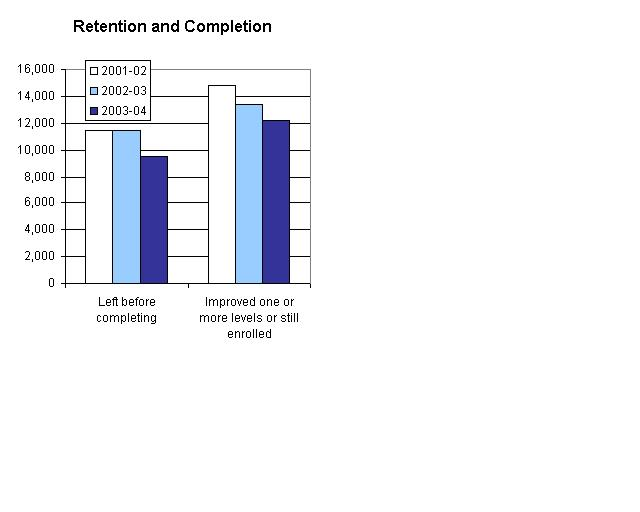 Retention and Completion
16,000
14,000
12,000
10,000
8,000
6,000
4,000
2,000
0
2001-02
2002-03
2003-04
Left before
completing
Improved one or
more levels or still
enrolled